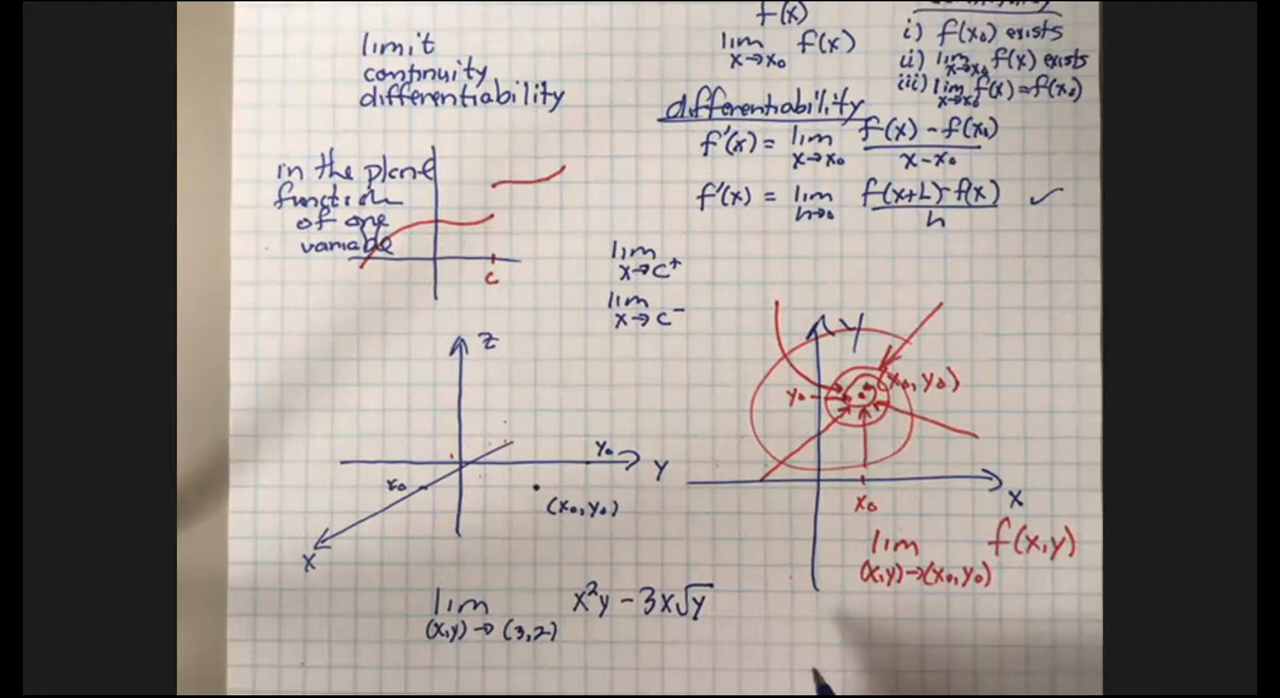 limit
continuity
differentiability
f(x)
lim f(x)
x→x₀
i) f(x₀) exists
ii) lim f(x) exists
x→x₀
iii) lim f(x) = f(x₀)
x→x₀
differentiability
f'(x) = lim f(x) - f(x₀)
x→x₀ x - x₀
f'(x) = lim f(x+h) - f(x) ✓
h→0 h
in the plane
function
of one
variable
c
lim
x→c⁺
lim
x→c⁻
z
y₀
y
x₀
(x₀, y₀)
x
y
y₀
(x₀, y₀)
x₀
x
lim f(x,y)
(x,y)→(x₀,y₀)
lim x²y - 3x√y
(x,y)→(3,2)